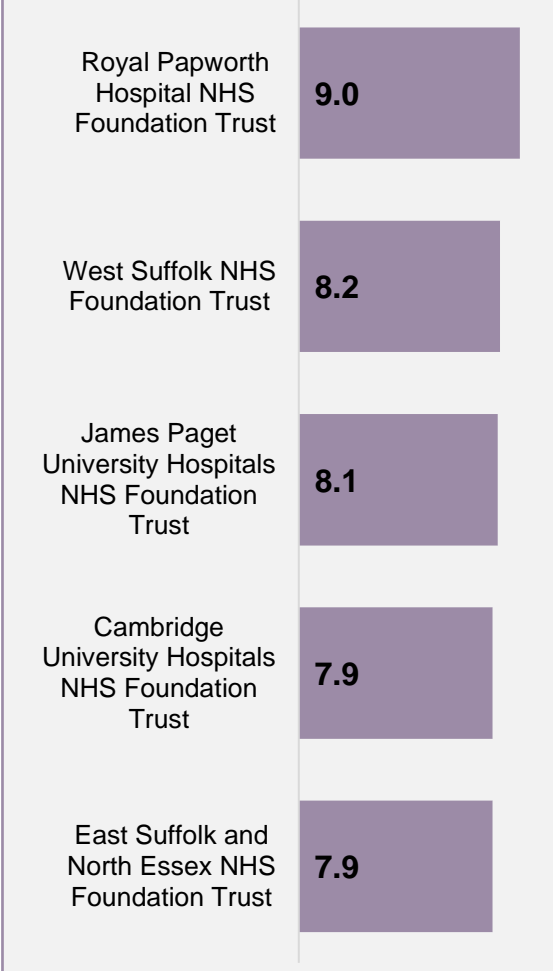 Royal Papworth
Hospital NHS
Foundation Trust
9.0
West Suffolk NHS
Foundation Trust
8.2
James Paget
University Hospitals
NHS Foundation
Trust
8.1
Cambridge
University Hospitals
NHS Foundation
Trust
7.9
East Suffolk and
North Essex NHS
Foundation Trust
7.9